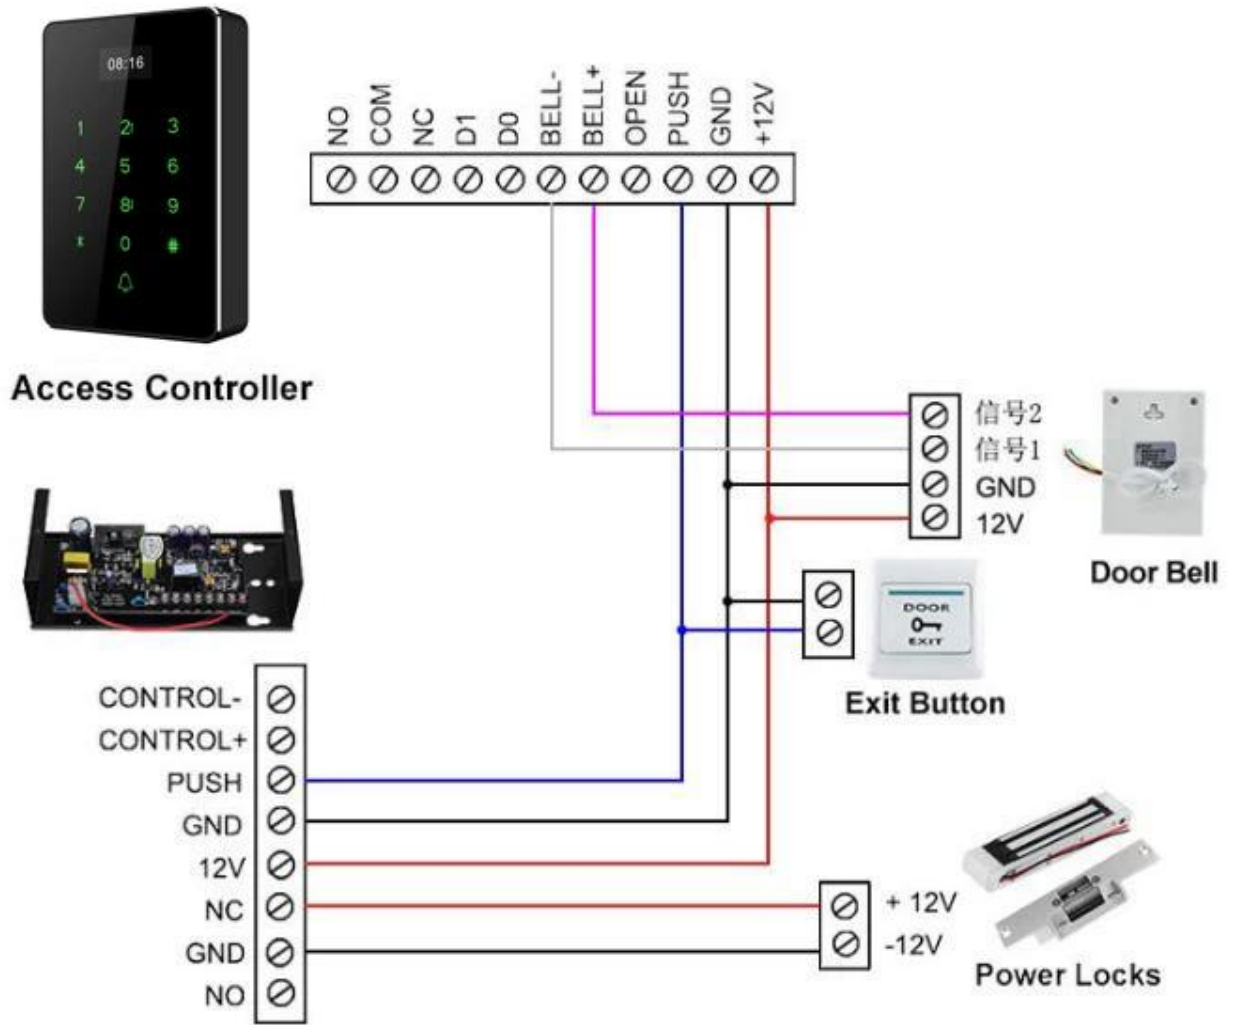 08:16
1 2 3
4 5 6
7 8 9
* 0 #
Access Controller
NO
COM
NC
D1
D0
BELL-
BELL+
OPEN
PUSH
GND
+12V
信号2
信号1
GND
12V
Door Bell
DOOR
EXIT
Exit Button
CONTROL-
CONTROL+
PUSH
GND
12V
NC
GND
NO
+ 12V
-12V
Power Locks